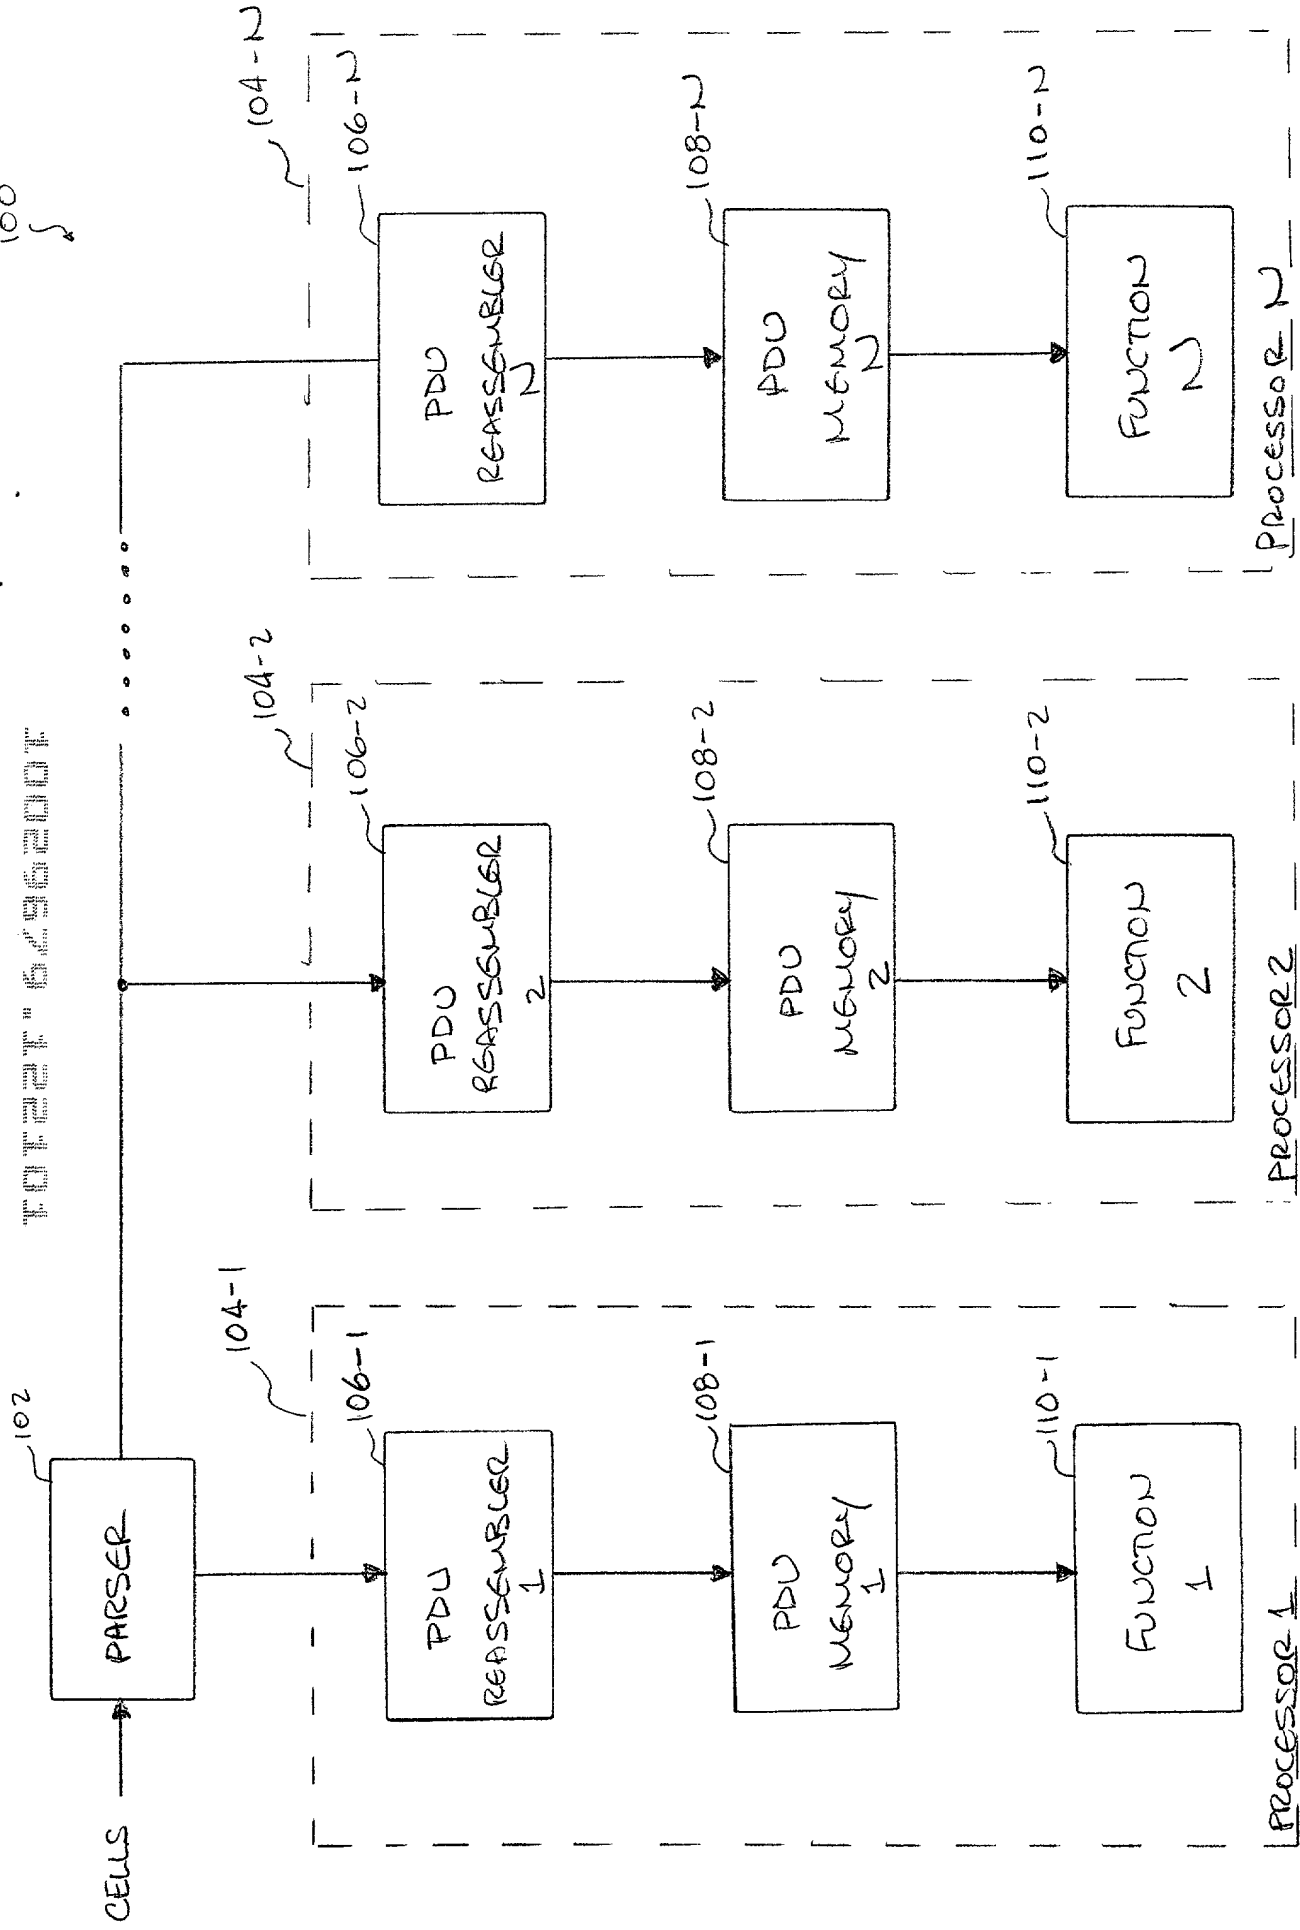 100
10029679.122101
102
CELLS
PARSER
104-1
106-1
PDU
REASSEMBLER
1
108-1
PDU
MEMORY
1
110-1
FUNCTION
1
PROCESSOR 1
104-2
106-2
PDU
REASSEMBLER
2
108-2
PDU
MEMORY
2
110-2
FUNCTION
2
PROCESSOR 2
104-N
106-N
PDU
REASSEMBLER
N
108-N
PDU
MEMORY
N
110-N
FUNCTION
N
PROCESSOR N